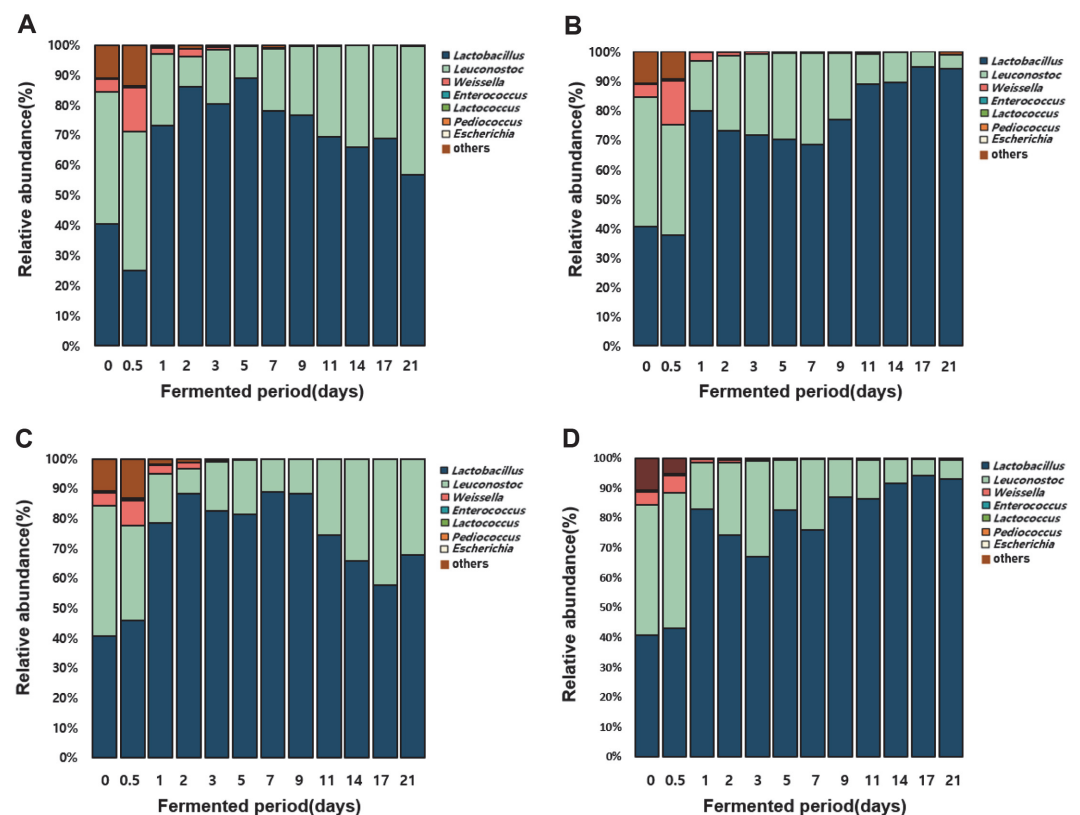 A
Relative abundance(%)
100%
90%
80%
70%
60%
50%
40%
30%
20%
10%
0%
0 0.5 1 2 3 5 7 9 11 14 17 21
Fermented period(days)
Lactobacillus
Leuconostoc
Weissella
Enterococcus
Lactococcus
Pediococcus
Escherichia
others
B
Relative abundance(%)
100%
90%
80%
70%
60%
50%
40%
30%
20%
10%
0%
0 0.5 1 2 3 5 7 9 11 14 17 21
Fermented period(days)
Lactobacillus
Leuconostoc
Weissella
Enterococcus
Lactococcus
Pediococcus
Escherichia
others
C
Relative abundance(%)
100%
90%
80%
70%
60%
50%
40%
30%
20%
10%
0%
0 0.5 1 2 3 5 7 9 11 14 17 21
Fermented period(days)
Lactobacillus
Leuconostoc
Weissella
Enterococcus
Lactococcus
Pediococcus
Escherichia
others
D
Relative abundance(%)
100%
90%
80%
70%
60%
50%
40%
30%
20%
10%
0%
0 0.5 1 2 3 5 7 9 11 14 17 21
Fermented period(days)
Lactobacillus
Leuconostoc
Weissella
Enterococcus
Lactococcus
Pediococcus
Escherichia
others